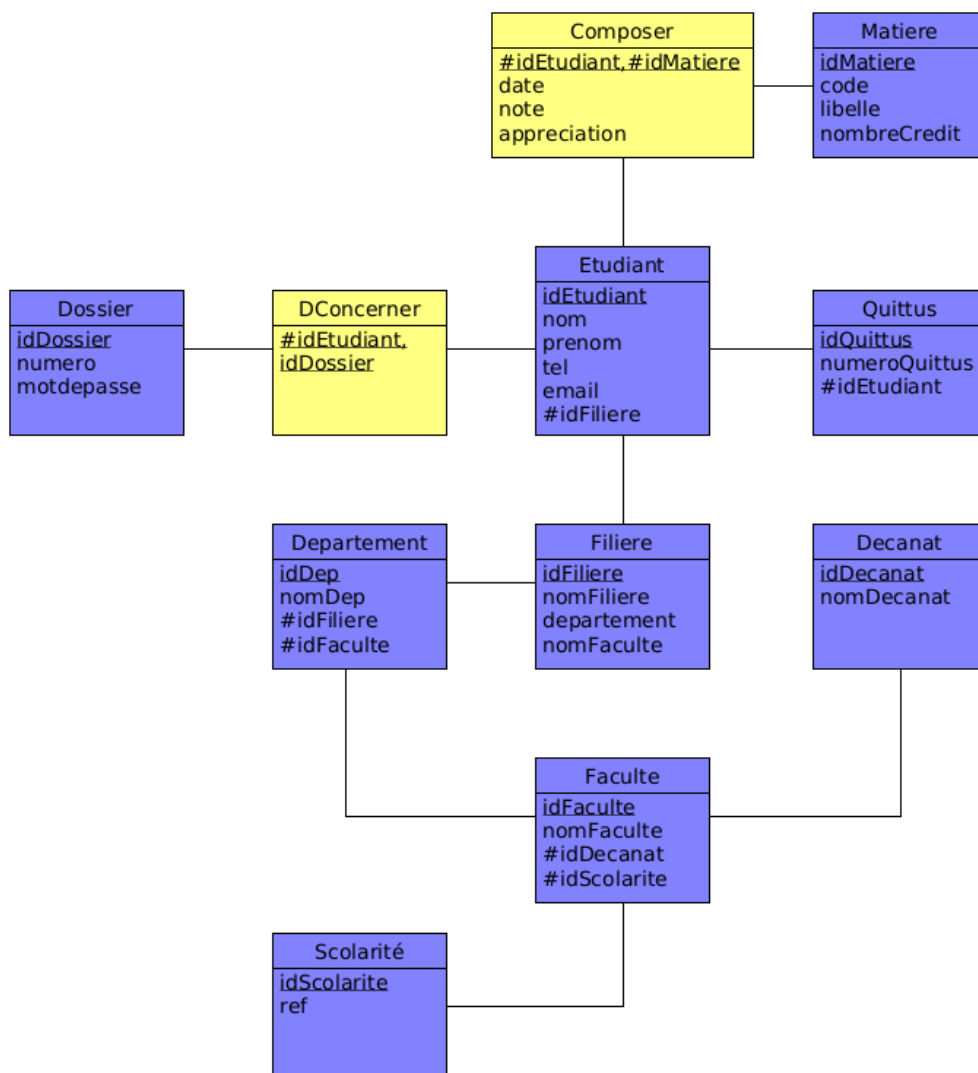 Composer
#idEtudiant,#idMatiere
date
note
appreciation
Matiere
idMatiere
code
libelle
nombreCredit
Dossier
idDossier
numero
motdepasse
DConcerner
#idEtudiant,
idDossier
Etudiant
idEtudiant
nom
prenom
tel
email
#idFiliere
Quittus
idQuittus
numeroQuittus
#idEtudiant
Departement
idDep
nomDep
#idFiliere
#idFaculte
Filiere
idFiliere
nomFiliere
departement
nomFaculte
Decanat
idDecanat
nomDecanat
Faculte
idFaculte
nomFaculte
#idDecanat
#idScolarite
Scolarité
idScolarite
ref